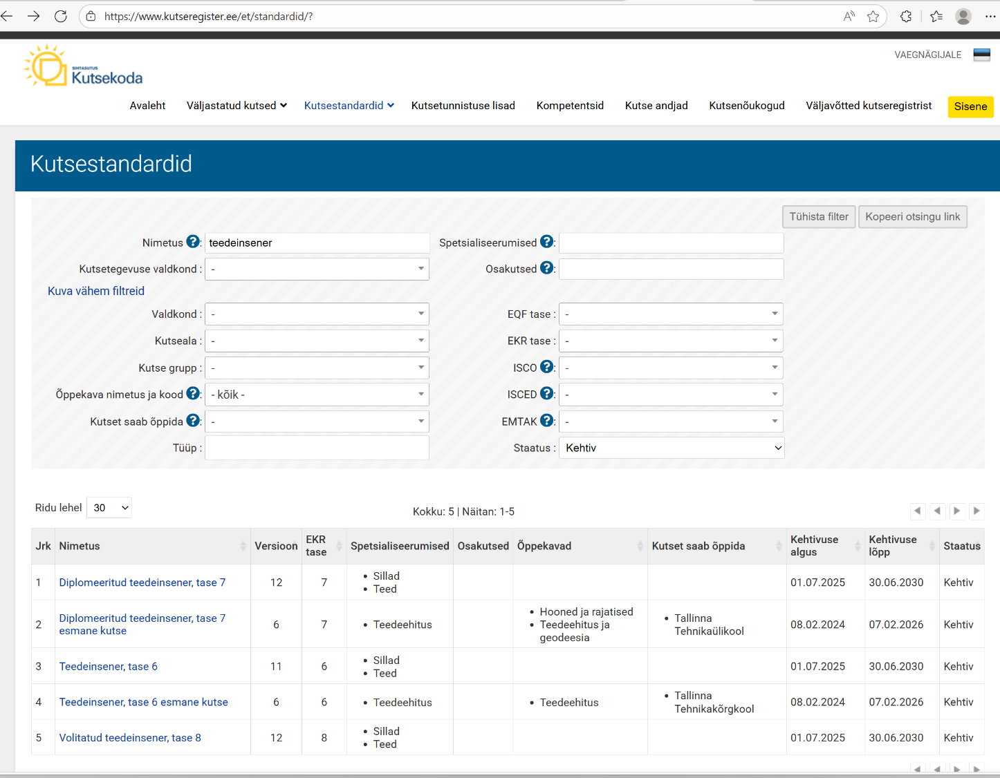 https://www.kutseregister.ee/et/standardid/?
VAEGNÄGIJALE
SIHTASUTUS
Kutsekoda
Avaleht Väljastatud kutsed Kutsestandardid Kutsetunnistuse lisad Kompetentsid Kutse andjad Kutsenõukogud Väljavõtted kutseregistrist Sisene
Kutsestandardid
Tühista filter Kopeeri otsingu link
Nimetus ?: teedeinsener Spetsialiseerumised ?:
Kutsetegevuse valdkond : - Osakutsed ?:
Kuva vähem filtreid
Valdkond : - EQF tase : -
Kutseala : - EKR tase : -
Kutse grupp : - ISCO ?: -
Õppekava nimetus ja kood ?: - kõik - ISCED ?: -
Kutset saab õppida ?: - EMTAK ?: -
Tüüp : Staatus : Kehtiv
Ridu lehel 30 Kokku: 5 | Näitan: 1-5
Jrk Nimetus Versioon EKR tase Spetsialiseerumised Osakutsed Õppekavad Kutset saab õppida Kehtivuse algus Kehtivuse lõpp Staatus
1 Diplomeeritud teedeinsener, tase 7 12 7 • Sillad • Teed 01.07.2025 30.06.2030 Kehtiv
2 Diplomeeritud teedeinsener, tase 7 esmane kutse 6 7 • Teedeehitus • Hooned ja rajatised • Teedeehitus ja geodeesia • Tallinna Tehnikaülikool 08.02.2024 07.02.2026 Kehtiv
3 Teedeinsener, tase 6 11 6 • Sillad • Teed 01.07.2025 30.06.2030 Kehtiv
4 Teedeinsener, tase 6 esmane kutse 6 6 • Teedeehitus • Teedeehitus • Tallinna Tehnikakõrgkool 08.02.2024 07.02.2026 Kehtiv
5 Volitatud teedeinsener, tase 8 12 8 • Sillad • Teed 01.07.2025 30.06.2030 Kehtiv